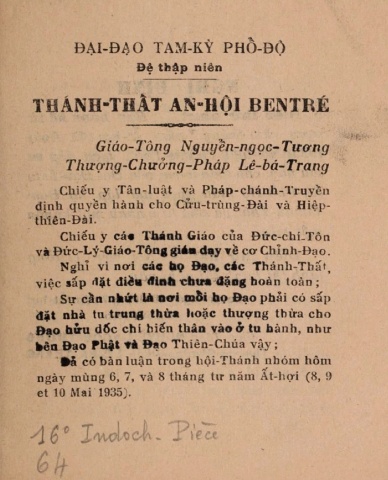 ĐẠI-ĐẠO TAM-KỲ PHỔ-ĐỘ
Đệ thập niên
THÁNH-THẤT AN-HỘI BENTRÉ
Giáo-Tông Nguyễn-ngọc-Tương
Thượng-Chưởng-Pháp Lê-bá-Trang
Chiếu y Tân-luật và Pháp-chánh-Truyền
định quyền hành cho Cửu-trùng-Đài và Hiệp-
thiên-Đài.
Chiếu y các Thánh Giáo của Đức-chí-Tôn
và Đức-Lý-Giáo-Tông gián dạy về cơ Chỉnh-Đạo.
Nghỉ vì nơi các họ Đạo, các Thánh-Thất,
việc sắp đặt điều đình chưa đặng hoàn toàn ;
Sự cần nhứt là nơi mỗi họ Đạo phải có sắp
đặt nhà tu trung thừa hoặc thượng thừa cho
Đạo hữu dốc chí hiến thân vào ở tu hành, như
bên Đạo Phật và Đạo Thiên-Chúa vậy ;
Đã có bàn luận trong hội-Thánh nhóm hôm
ngày mùng 6, 7, và 8 tháng tư năm Ất-hợi (8, 9
et 10 Mai 1935).
16° Indoch. Pièce
64